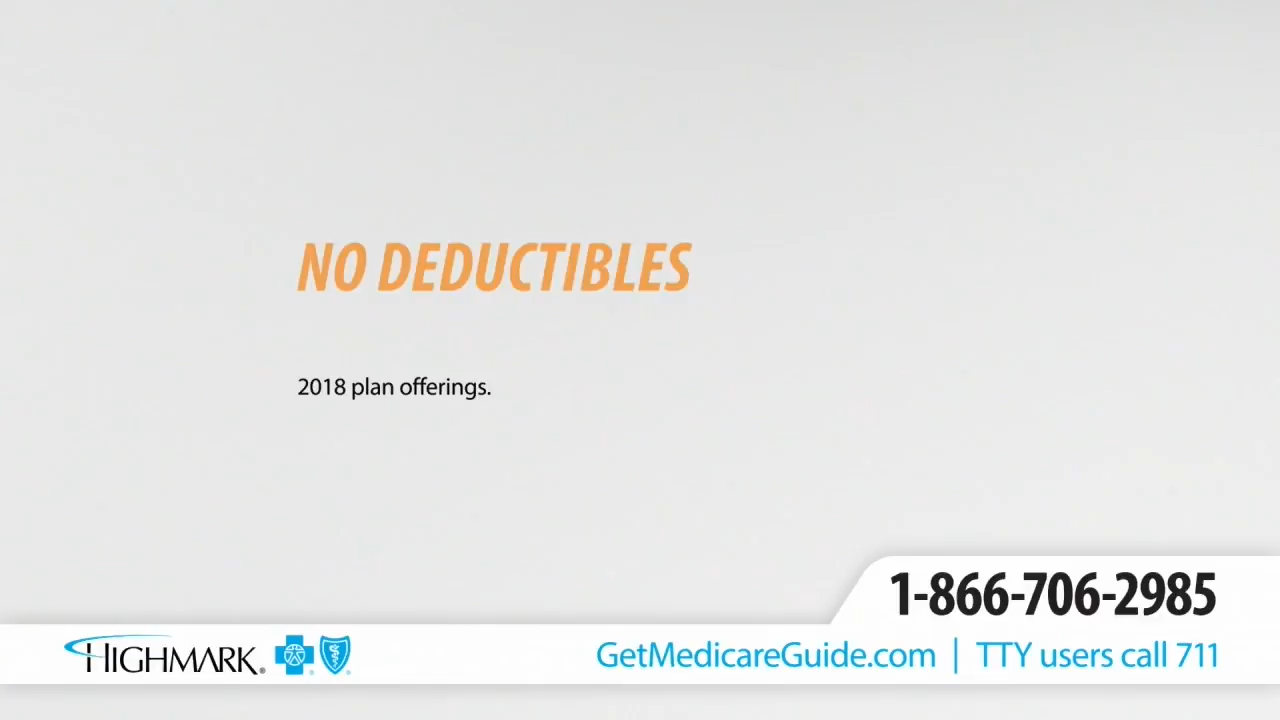 NO DEDUCTIBLES
2018 plan offerings.
1-866-706-2985
HIGHMARK®
GetMedicareGuide.com | TTY users call 711